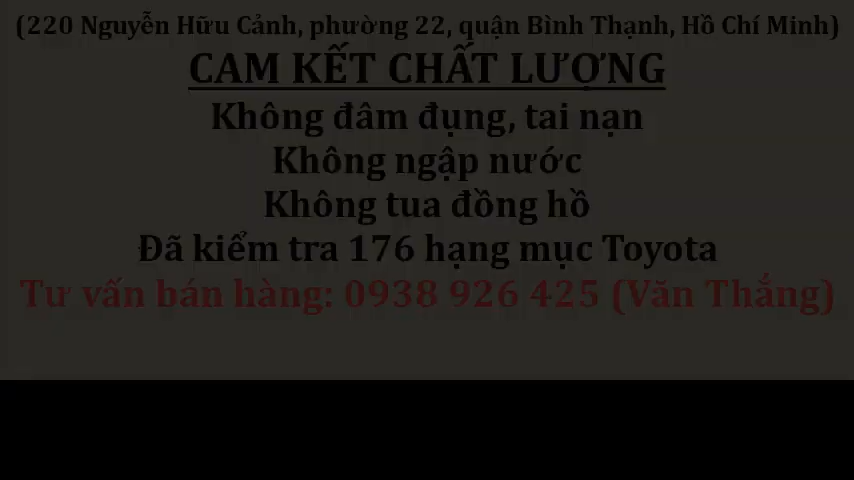 (220 Nguyễn Hữu Cảnh, phường 22, quận Bình Thạnh, Hồ Chí Minh)
CAM KẾT CHẤT LƯỢNG
Không đâm đụng, tai nạn
Không ngập nước
Không tua đồng hồ
Đã kiểm tra 176 hạng mục Toyota
Tư vấn bán hàng: 0938 926 425 (Văn Thắng)